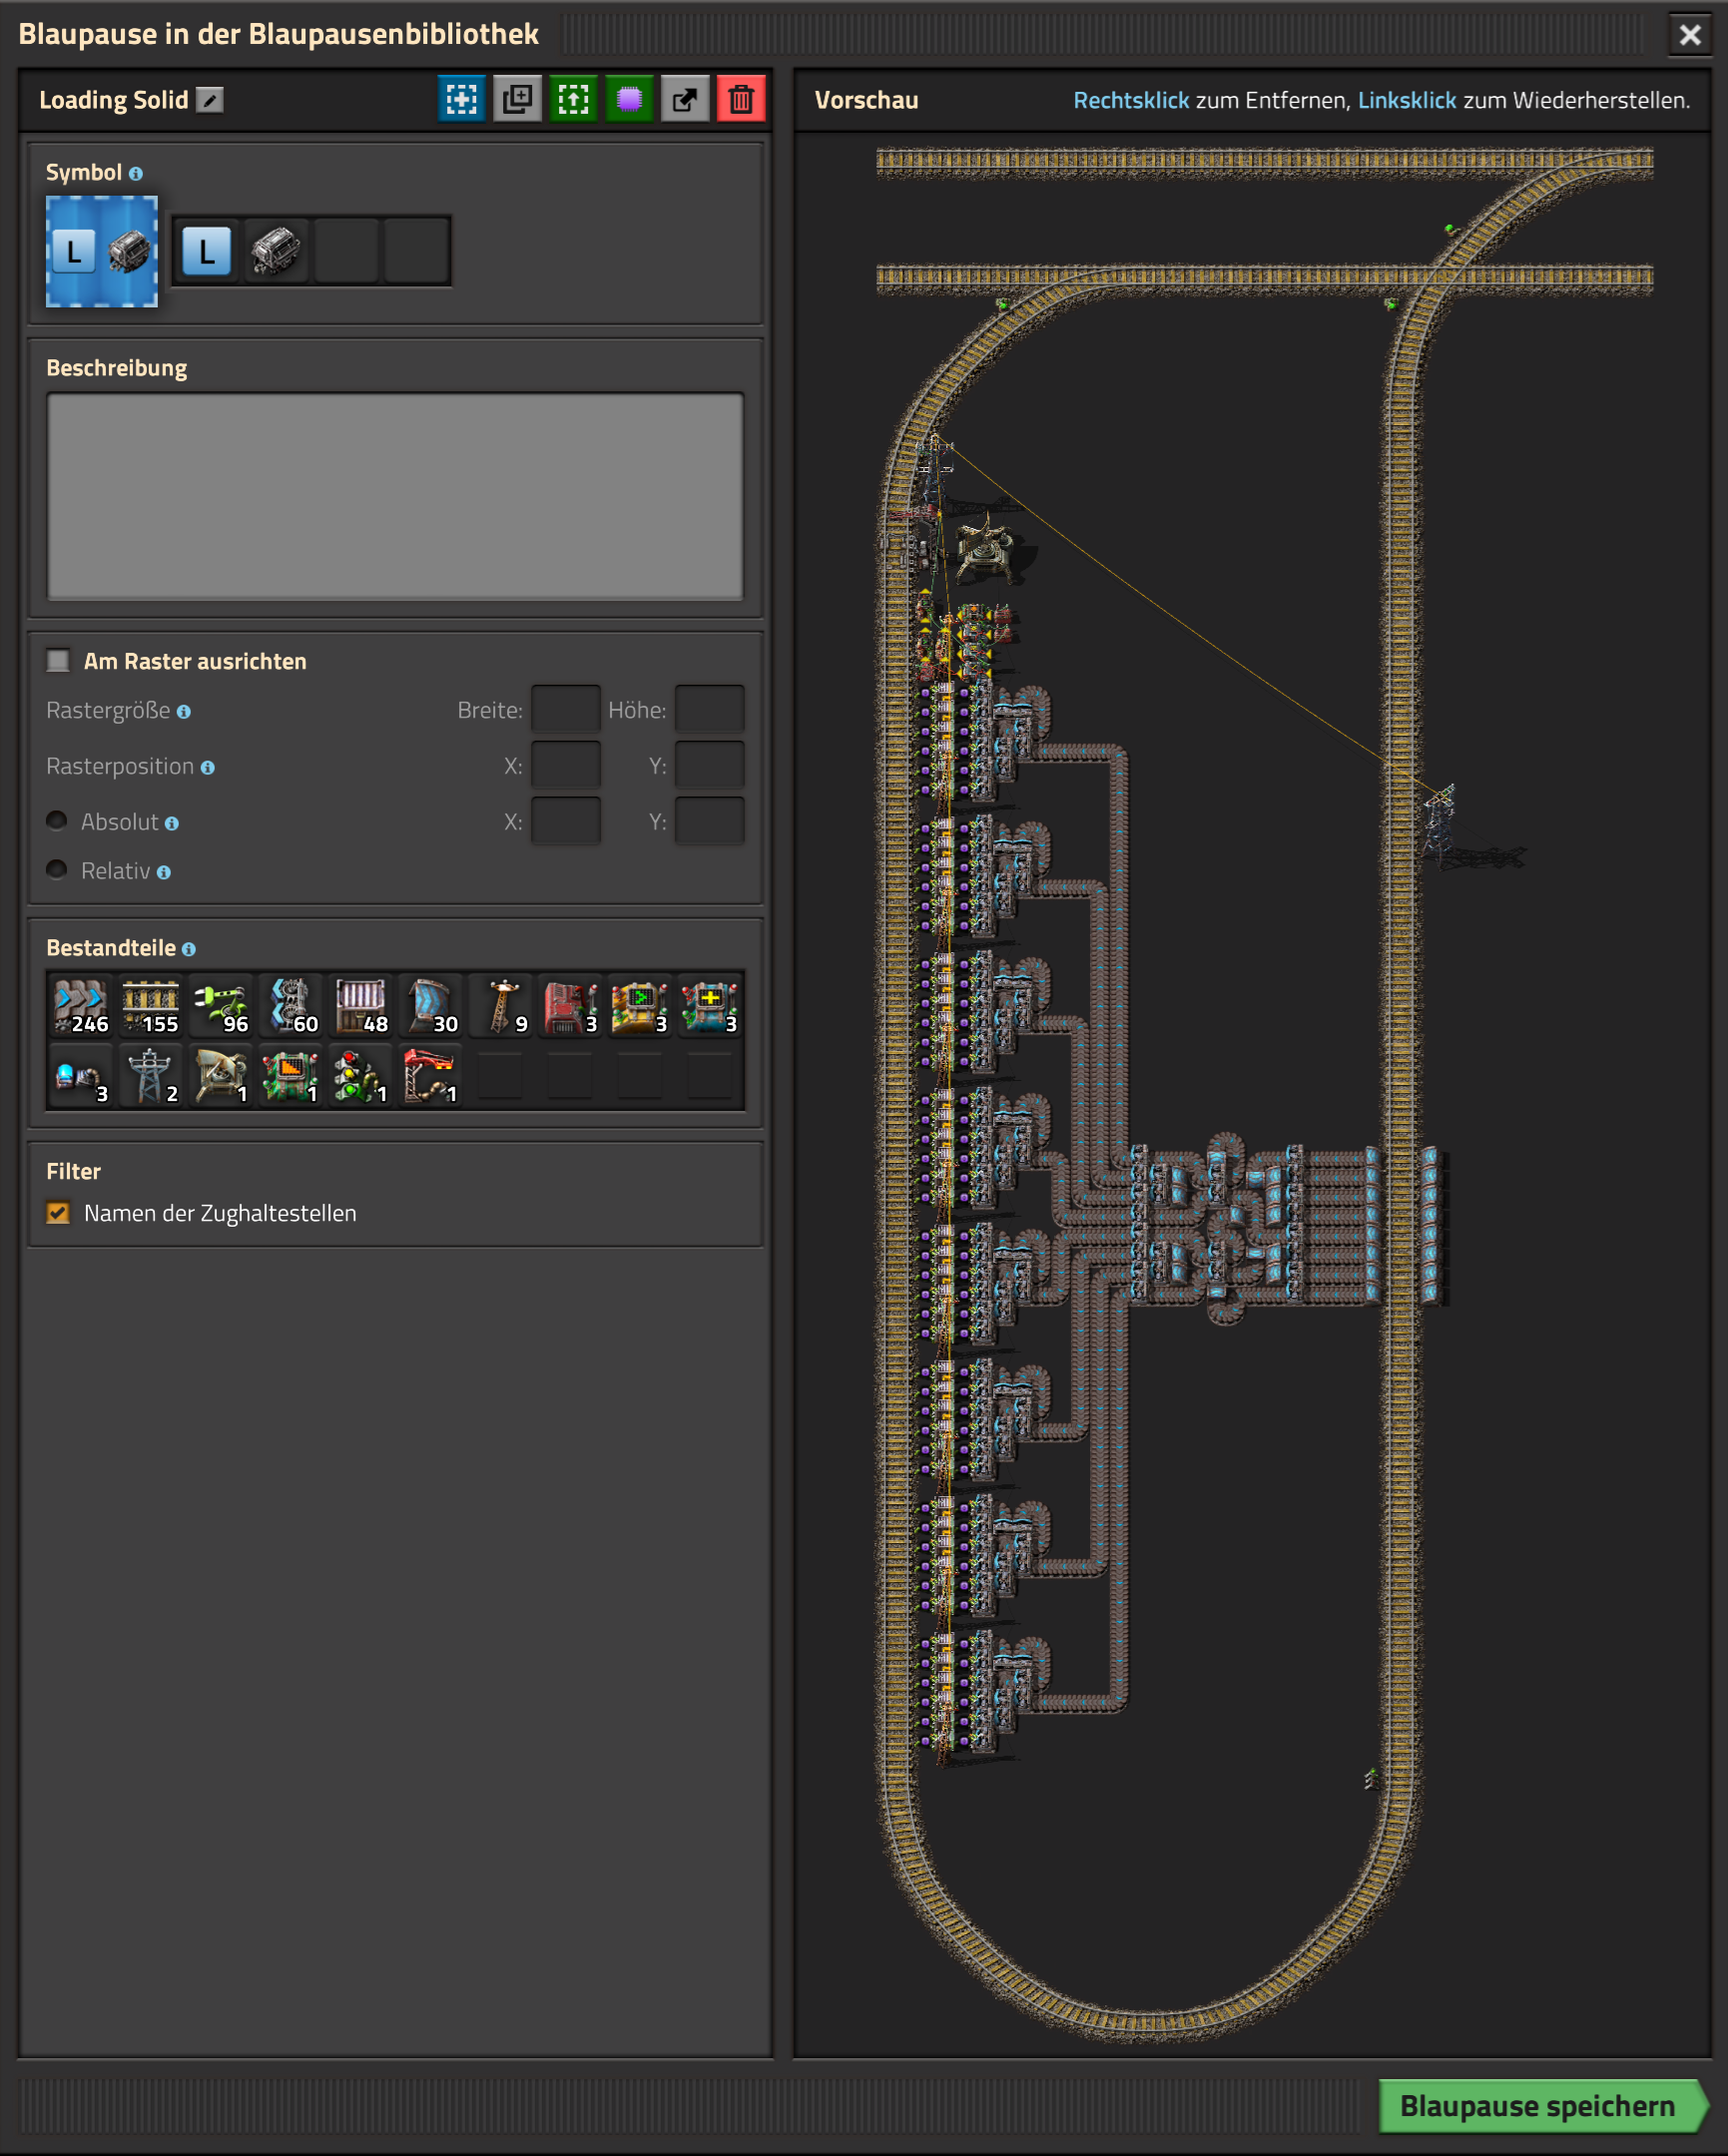 Blaupause in der Blaupausenbibliothek
Loading Solid
Symbol
L
L
Beschreibung
Am Raster ausrichten
Rastergröße Breite: Höhe:
Rasterposition X: Y:
Absolut X: Y:
Relativ
Bestandteile
246 155 96 60 48 30 9 3 3 3
3 2 1 1 1 1
Filter
Namen der Zughaltestellen
Vorschau Rechtsklick zum Entfernen, Linksklick zum Wiederherstellen.
Blaupause speichern